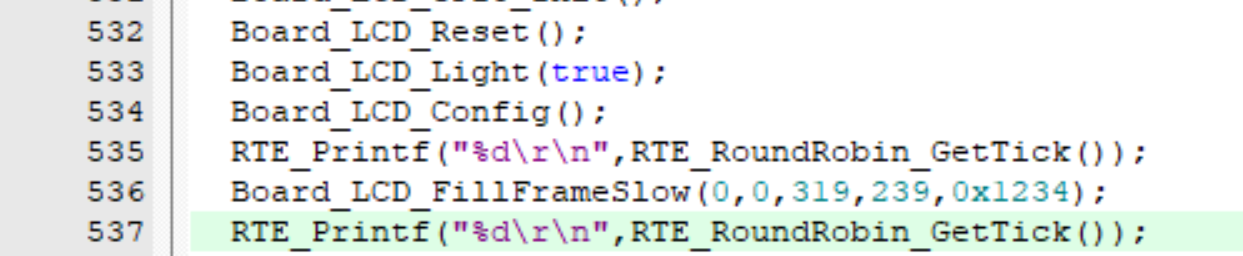 532 Board_LCD_Reset();
533 Board_LCD_Light(true);
534 Board_LCD_Config();
535 RTE_Printf("%d\r\n",RTE_RoundRobin_GetTick());
536 Board_LCD_FillFrameSlow(0,0,319,239,0x1234);
537 RTE_Printf("%d\r\n",RTE_RoundRobin_GetTick());